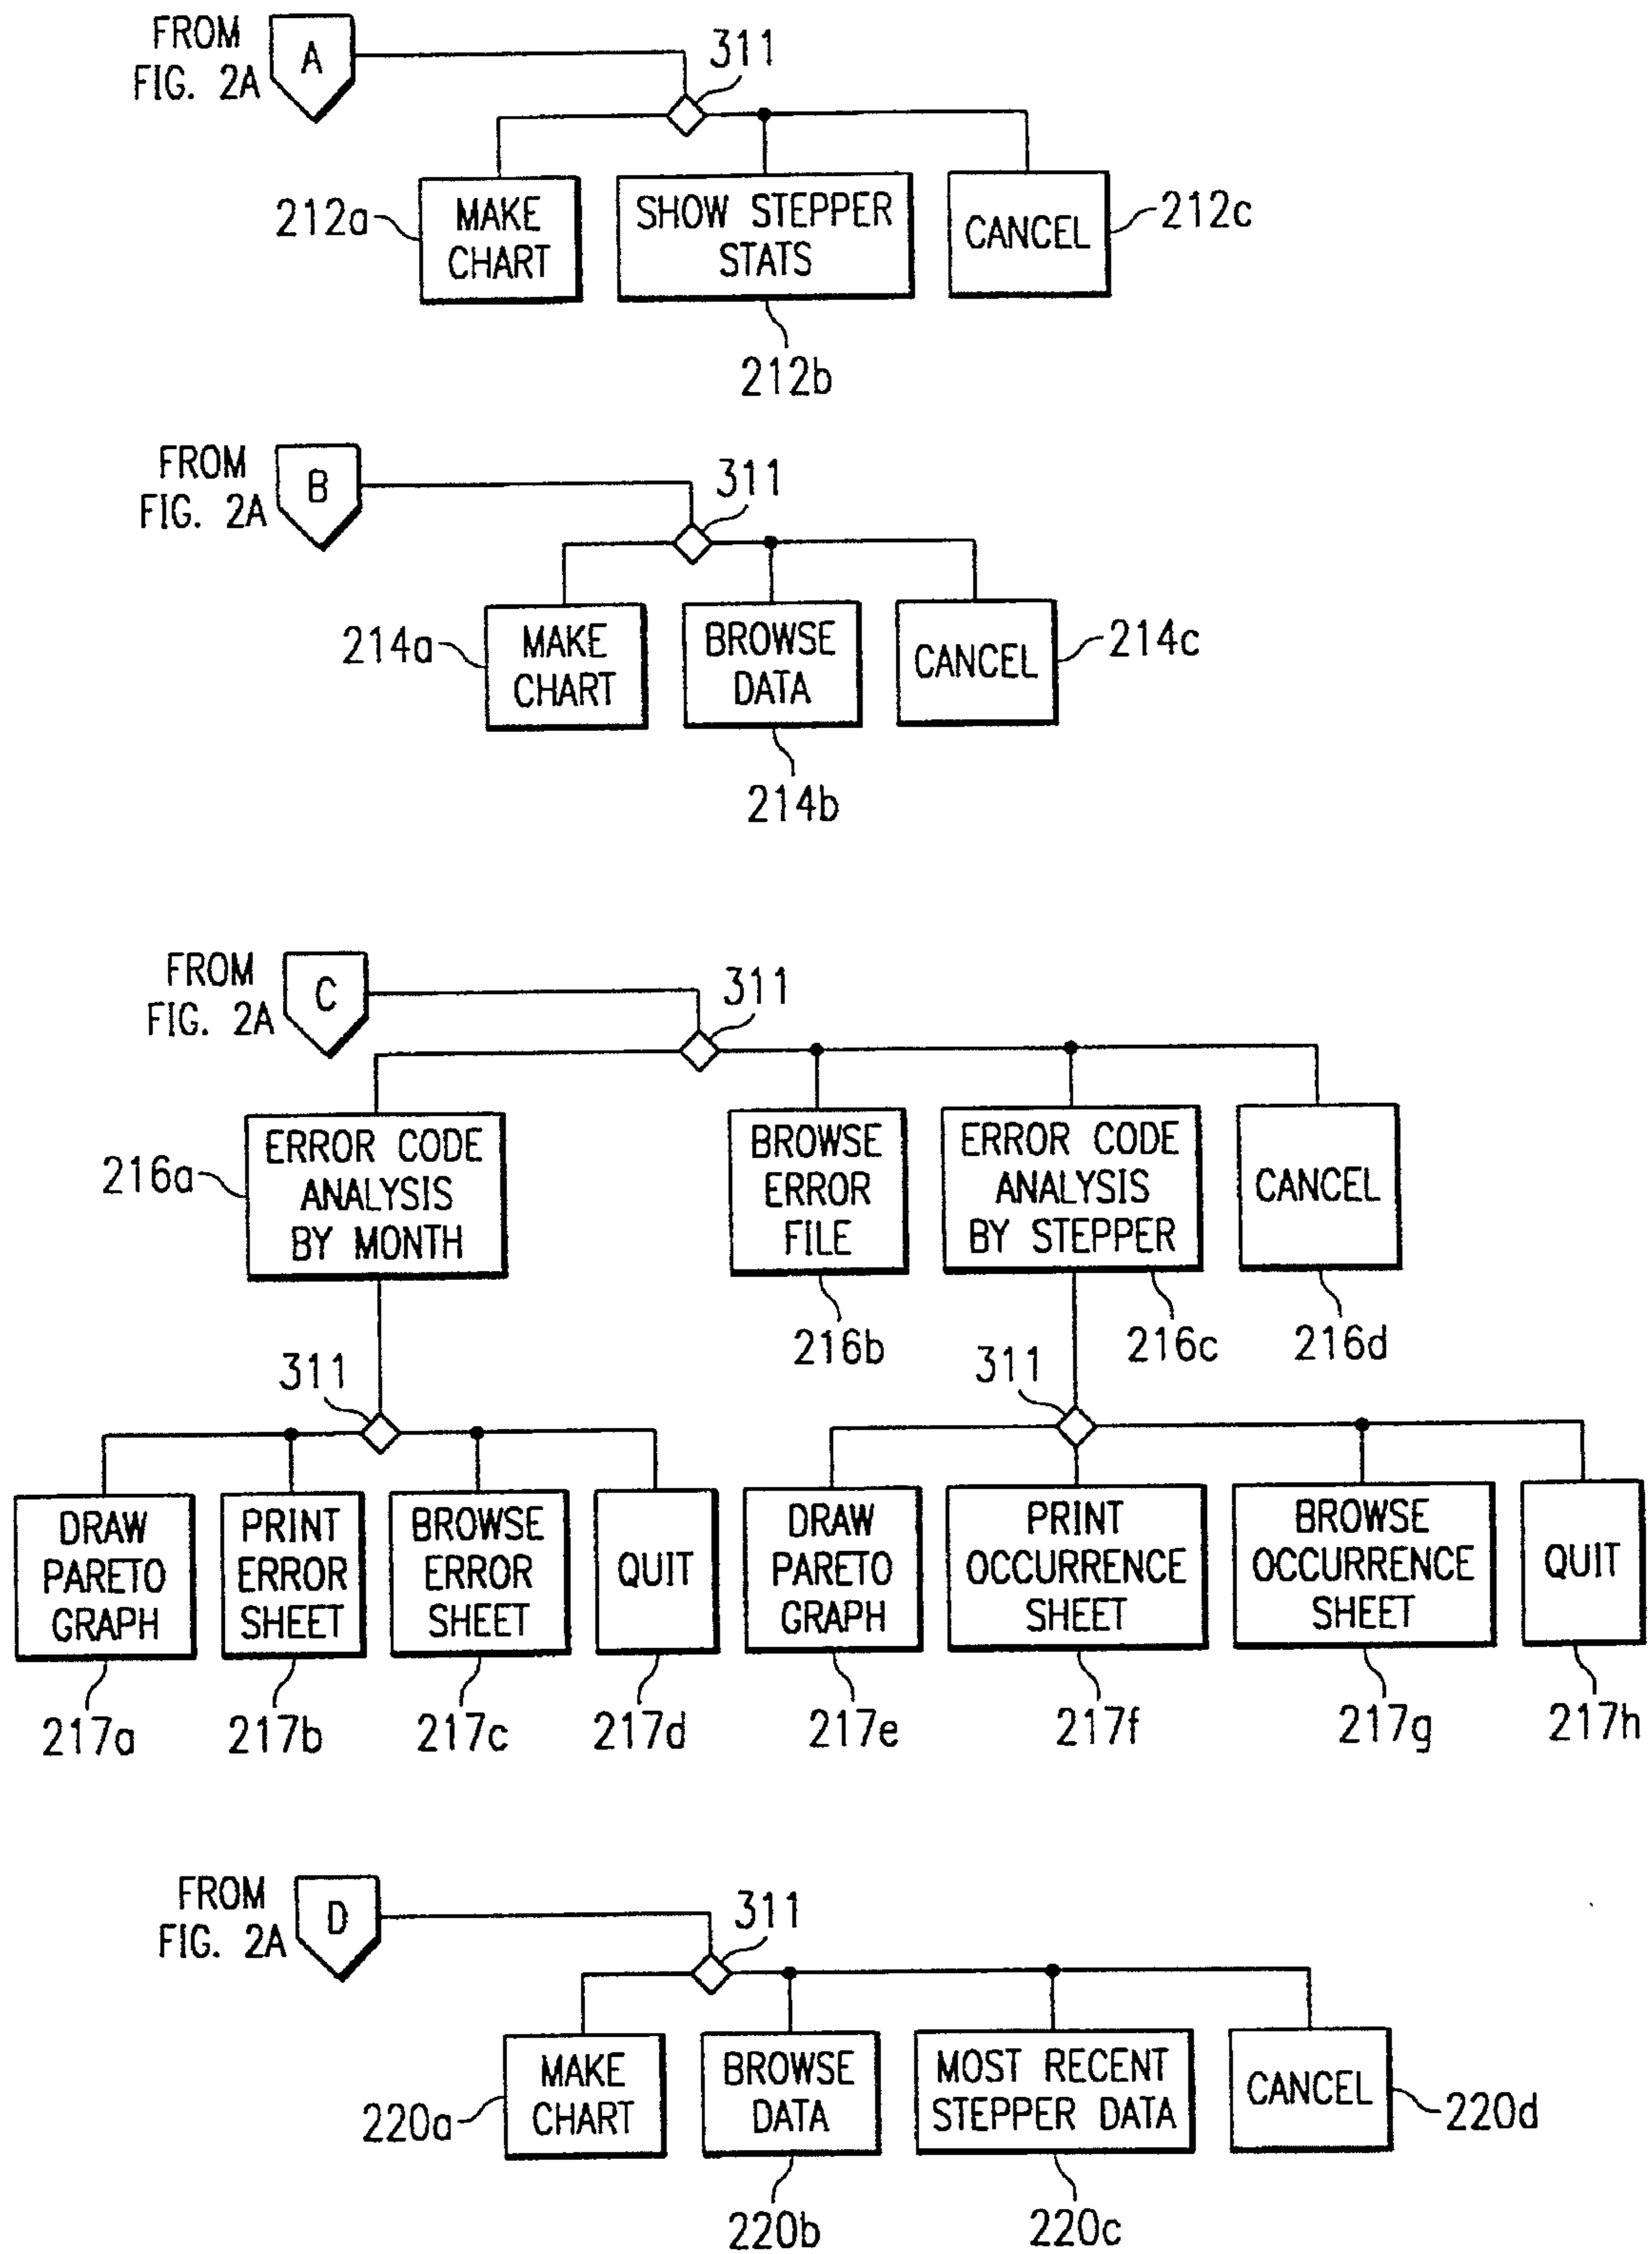 FROM
FIG. 2A
A
311
212a
MAKE
CHART
SHOW STEPPER
STATS
CANCEL
212c
212b
FROM
FIG. 2A
B
311
214a
MAKE
CHART
BROWSE
DATA
CANCEL
214c
214b
FROM
FIG. 2A
C
311
216a
ERROR CODE
ANALYSIS
BY MONTH
BROWSE
ERROR
FILE
ERROR CODE
ANALYSIS
BY STEPPER
CANCEL
216b
216c
216d
311
311
DRAW
PARETO
GRAPH
PRINT
ERROR
SHEET
BROWSE
ERROR
SHEET
QUIT
DRAW
PARETO
GRAPH
PRINT
OCCURRENCE
SHEET
BROWSE
OCCURRENCE
SHEET
QUIT
217a
217b
217c
217d
217e
217f
217g
217h
FROM
FIG. 2A
D
311
220a
MAKE
CHART
BROWSE
DATA
MOST RECENT
STEPPER DATA
CANCEL
220d
220b
220c